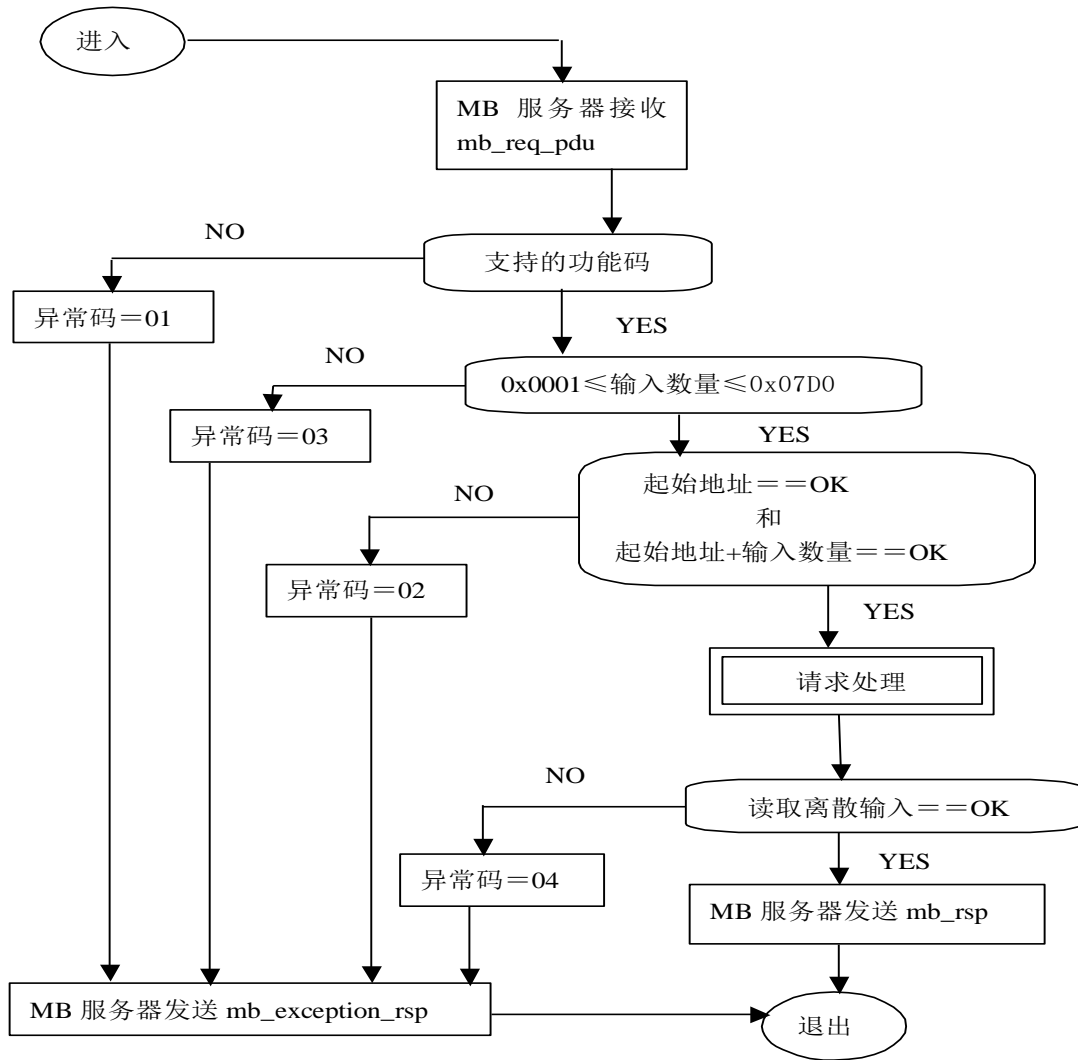 进入
MB 服务器接收
mb_req_pdu
NO
支持的功能码
异常码＝01
YES
NO
0x0001≤输入数量≤0x07D0
异常码＝03
YES
起始地址＝＝OK
NO
和
起始地址+输入数量＝＝OK
异常码＝02
YES
请求处理
NO
读取离散输入＝＝OK
YES
异常码＝04
MB 服务器发送 mb_rsp
MB 服务器发送 mb_exception_rsp
退出